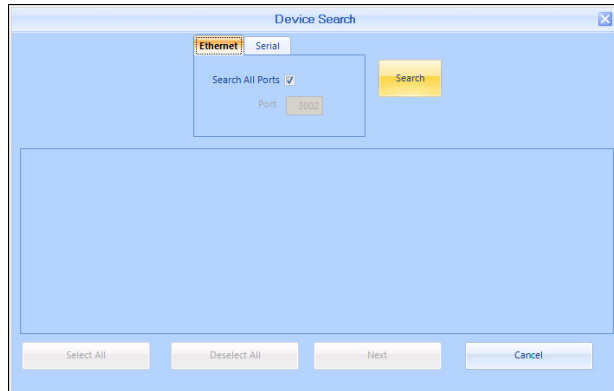 Device Search
Ethernet Serial
Search All Ports
Search
Port 3002
Select All Deselect All Next Cancel